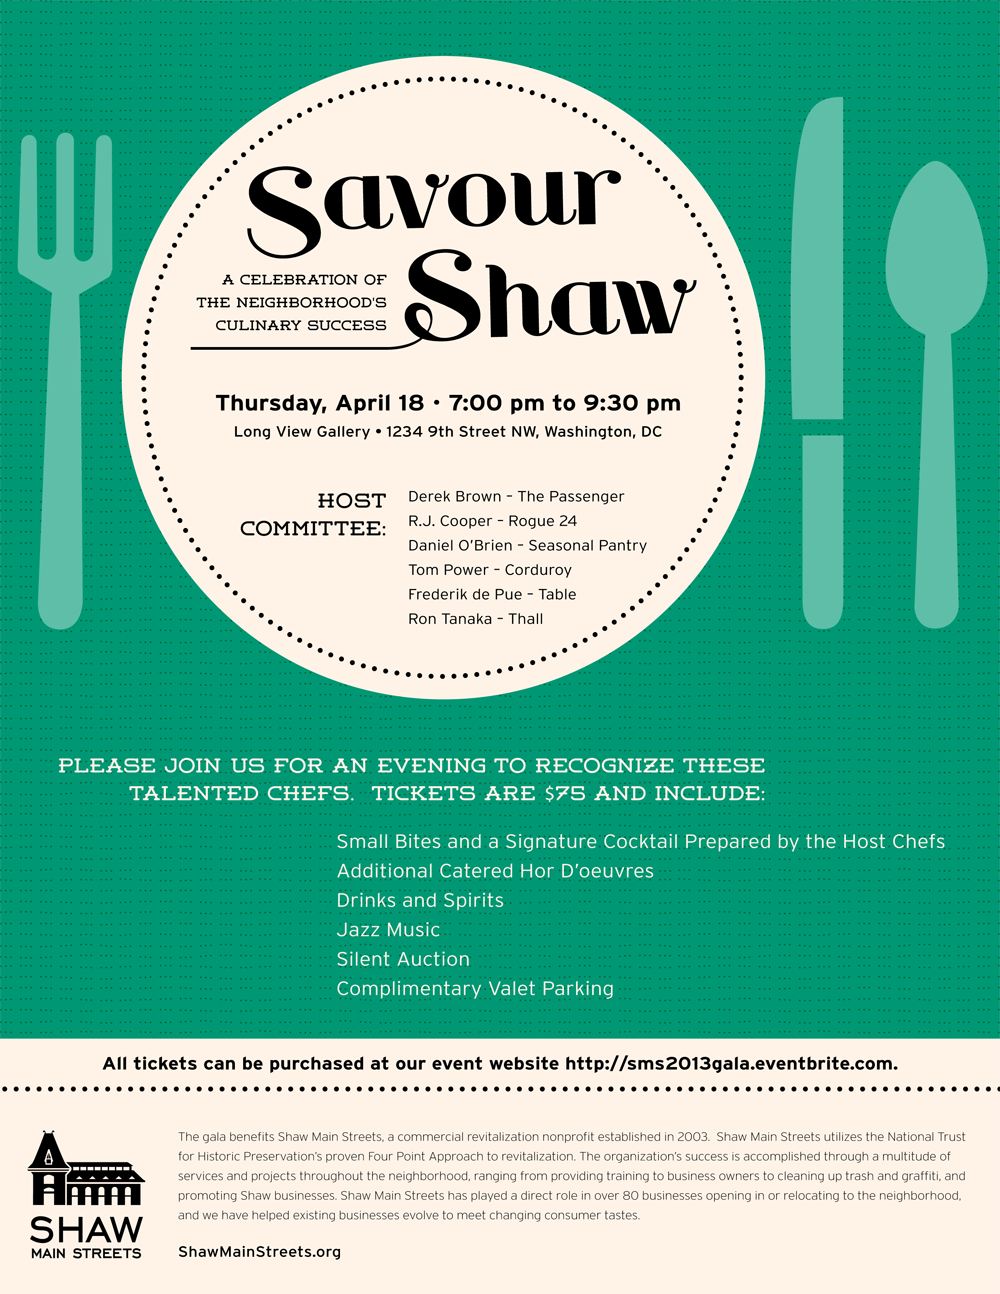 Savour
Shaw
A CELEBRATION OF
THE NEIGHBORHOOD'S
CULINARY SUCCESS
Thursday, April 18 • 7:00 pm to 9:30 pm
Long View Gallery • 1234 9th Street NW, Washington, DC
HOST
COMMITTEE:
Derek Brown – The Passenger
R.J. Cooper – Rogue 24
Daniel O'Brien – Seasonal Pantry
Tom Power – Corduroy
Frederik de Pue – Table
Ron Tanaka – Thall
PLEASE JOIN US FOR AN EVENING TO RECOGNIZE THESE
TALENTED CHEFS. TICKETS ARE $75 AND INCLUDE:
Small Bites and a Signature Cocktail Prepared by the Host Chefs
Additional Catered Hor D'oeuvres
Drinks and Spirits
Jazz Music
Silent Auction
Complimentary Valet Parking
All tickets can be purchased at our event website http://sms2013gala.eventbrite.com.
The gala benefits Shaw Main Streets, a commercial revitalization nonprofit established in 2003. Shaw Main Streets utilizes the National Trust
for Historic Preservation's proven Four Point Approach to revitalization. The organization's success is accomplished through a multitude of
services and projects throughout the neighborhood, ranging from providing training to business owners to cleaning up trash and graffiti, and
promoting Shaw businesses. Shaw Main Streets has played a direct role in over 80 businesses opening in or relocating to the neighborhood,
and we have helped existing businesses evolve to meet changing consumer tastes.
SHAW
MAIN STREETS
ShawMainStreets.org